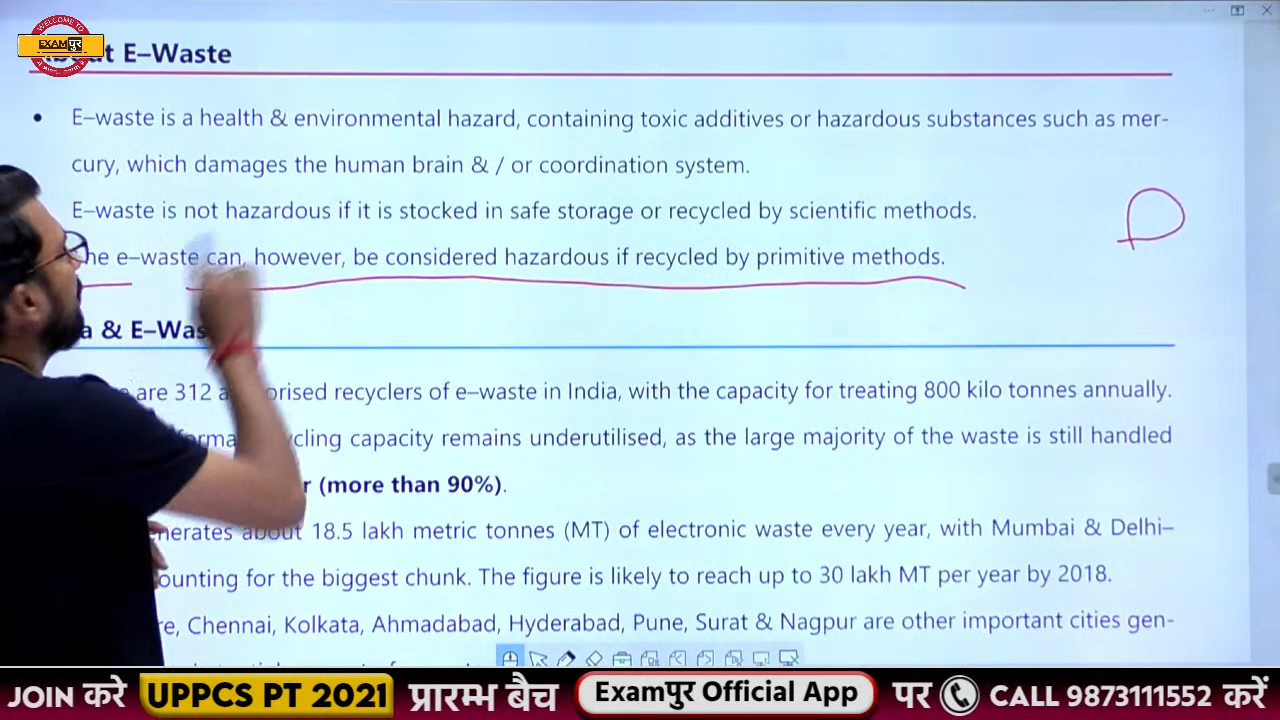 WELCOME TO
EXAMपुर
About E–Waste
• E–waste is a health & environmental hazard, containing toxic additives or hazardous substances such as mer-
cury, which damages the human brain & / or coordination system.
E–waste is not hazardous if it is stocked in safe storage or recycled by scientific methods.
he e–waste can, however, be considered hazardous if recycled by primitive methods.
a & E–Was
are 312 a orised recyclers of e–waste in India, with the capacity for treating 800 kilo tonnes annually.
forma cling capacity remains underutilised, as the large majority of the waste is still handled
r (more than 90%).
nerates about 18.5 lakh metric tonnes (MT) of electronic waste every year, with Mumbai & Delhi–
ounting for the biggest chunk. The figure is likely to reach up to 30 lakh MT per year by 2018.
re, Chennai, Kolkata, Ahmadabad, Hyderabad, Pune, Surat & Nagpur are other important cities gen-
JOIN करे UPPCS PT 2021 प्रारम्भ बैच Examपुर Official App पर CALL 9873111552 करें